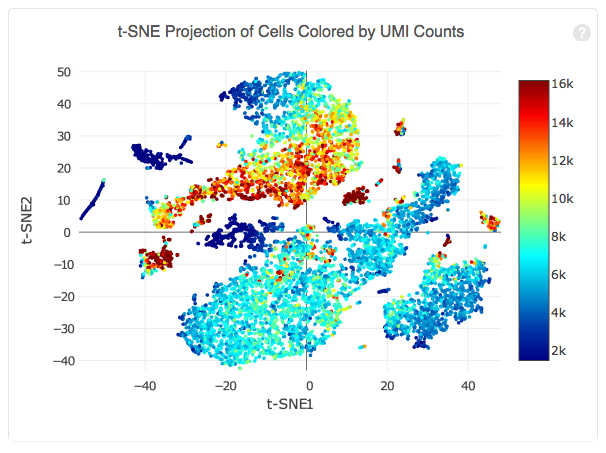 t-SNE Projection of Cells Colored by UMI Counts
?
50
40
30
20
10
0
−10
−20
−30
−40
t-SNE2
−40
−20
0
20
40
t-SNE1
16k
14k
12k
10k
8k
6k
4k
2k